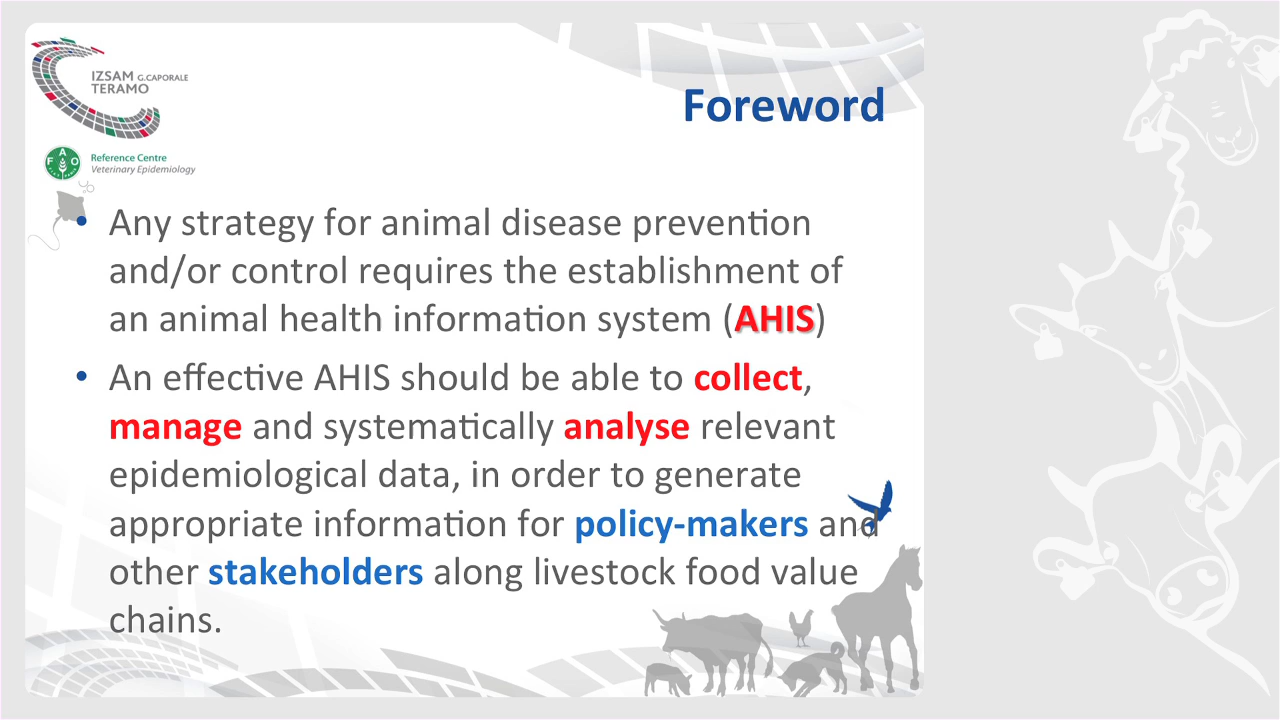 IZSAM G.CAPORALE
TERAMO
FAO
FIAT PANIS
Reference Centre
Veterinary Epidemiology
Foreword
• Any strategy for animal disease prevention
and/or control requires the establishment of
an animal health information system (AHIS)
• An effective AHIS should be able to collect,
manage and systematically analyse relevant
epidemiological data, in order to generate
appropriate information for policy-makers and
other stakeholders along livestock food value
chains.